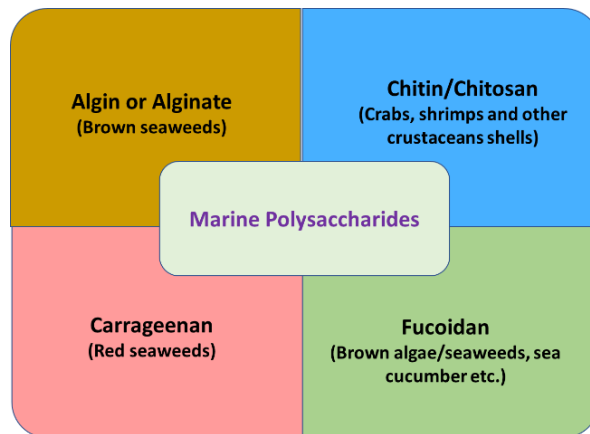 Algin or Alginate
(Brown seaweeds)
Chitin/Chitosan
(Crabs, shrimps and other
crustaceans shells)
Marine Polysaccharides
Carrageenan
(Red seaweeds)
Fucoidan
(Brown algae/seaweeds, sea
cucumber etc.)